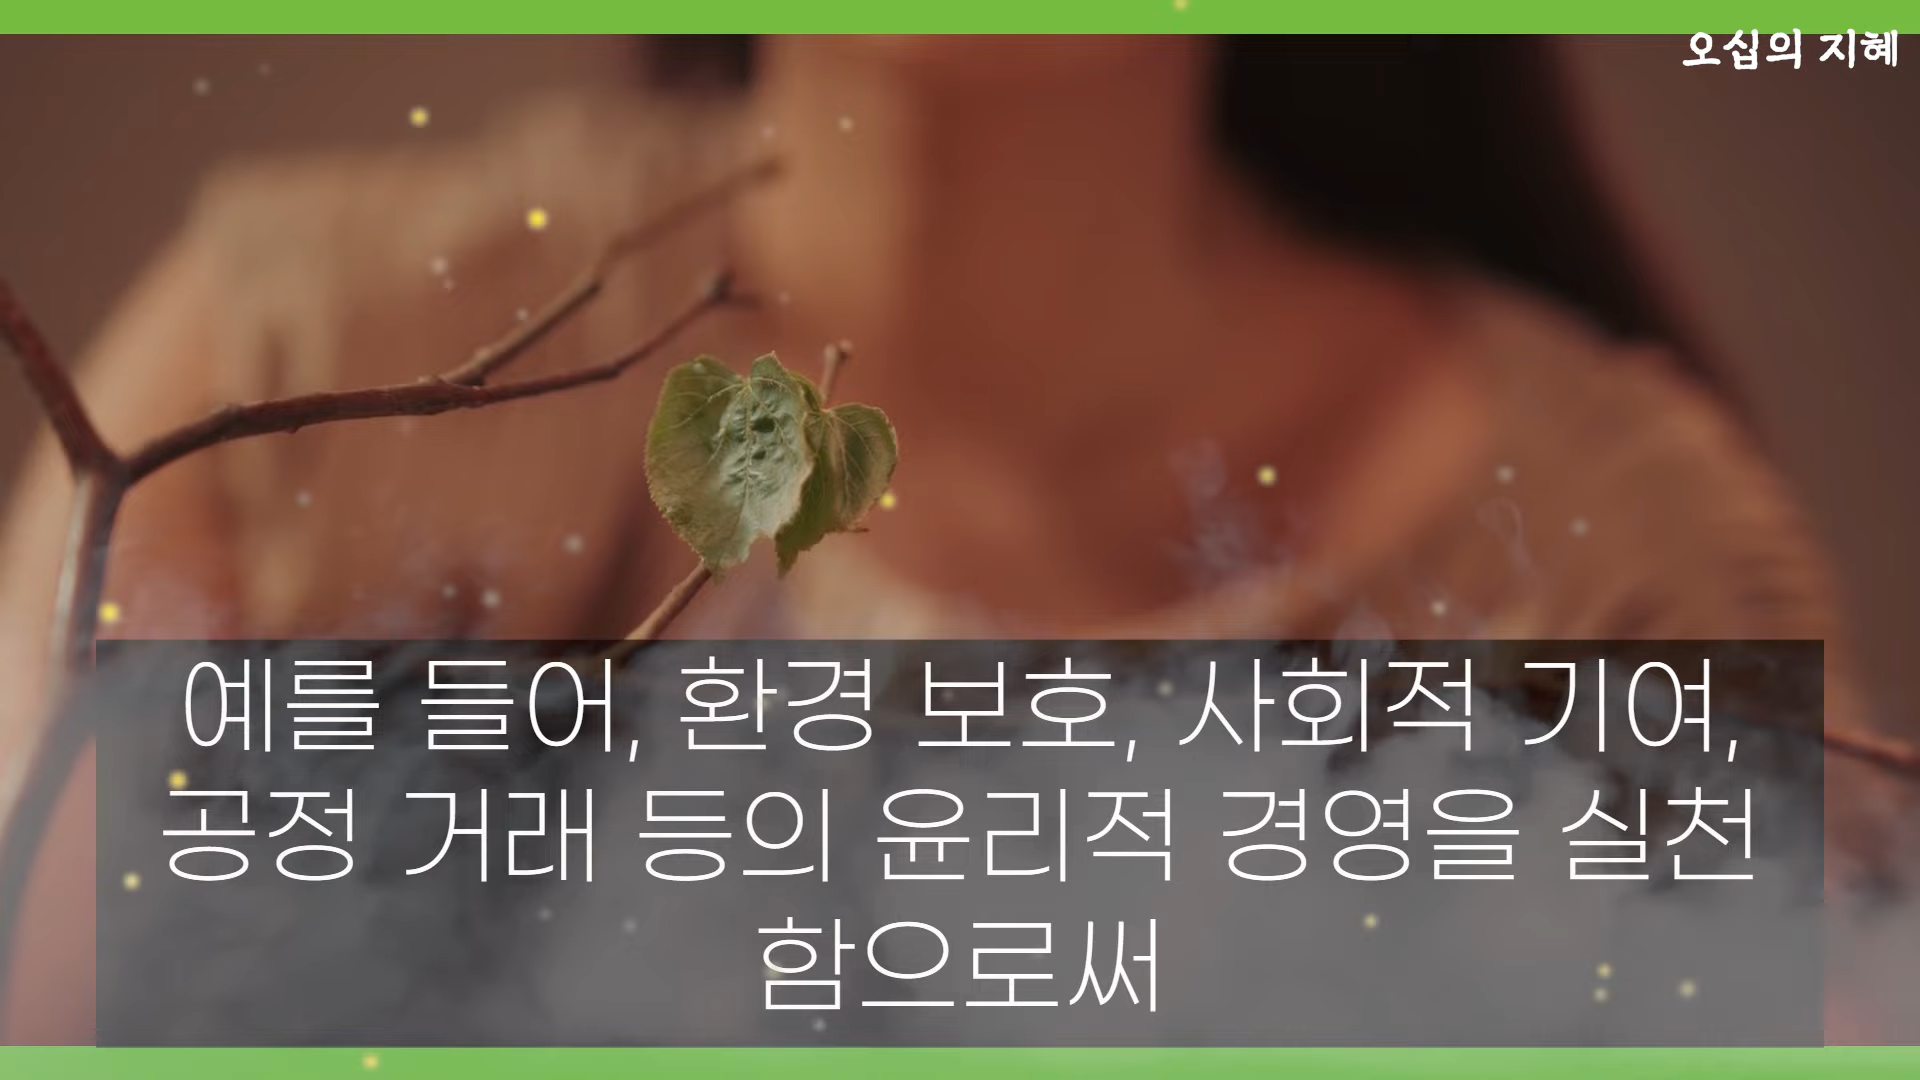 오십의 지혜
예를 들어, 환경 보호, 사회적 기여,
공정 거래 등의 윤리적 경영을 실천
함으로써